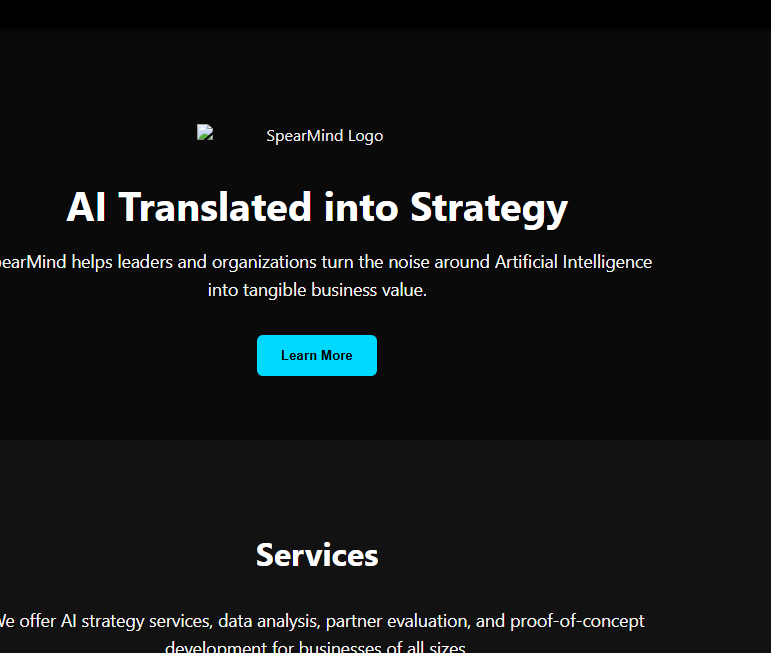 SpearMind Logo
AI Translated into Strategy
earMind helps leaders and organizations turn the noise around Artificial Intelligence
into tangible business value.
Learn More
Services
We offer AI strategy services, data analysis, partner evaluation, and proof-of-concept
development for businesses of all sizes.